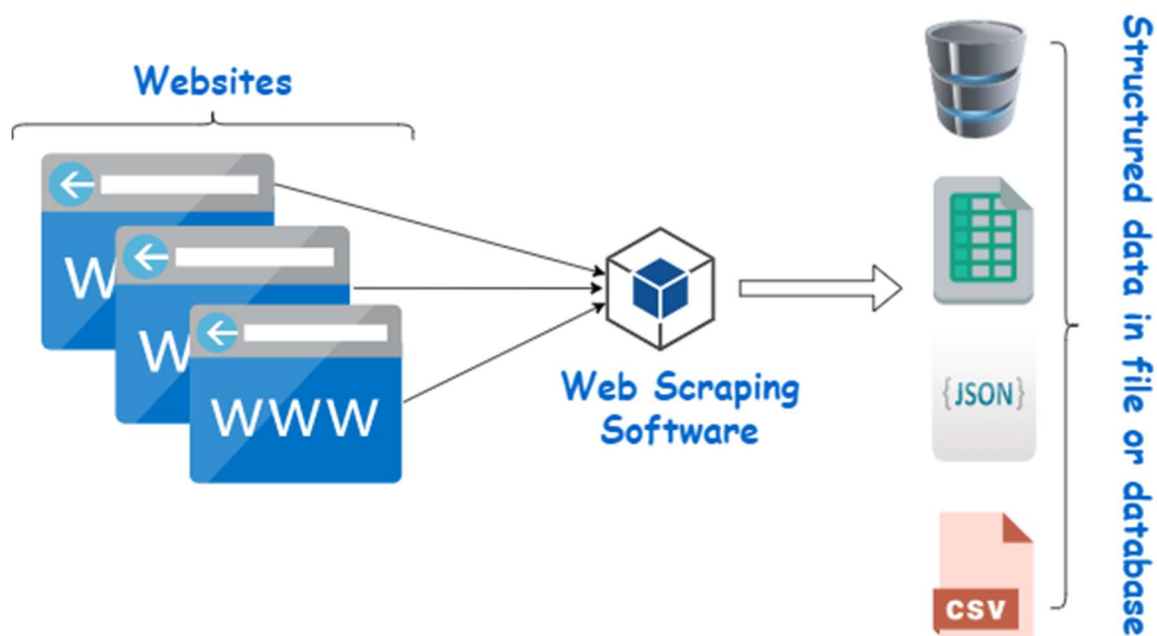 Websites
W
W
WWW
Web Scraping
Software
{JSON}
CSV
Structured data in file or database